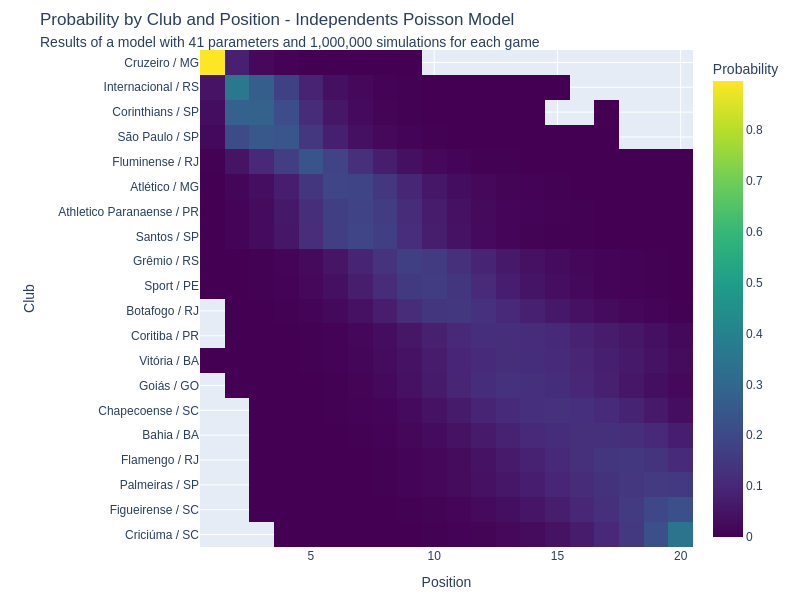 Probability by Club and Position - Independents Poisson Model
Results of a model with 41 parameters and 1,000,000 simulations for each game
Probability
Cruzeiro / MG
Internacional / RS
Corinthians / SP
São Paulo / SP
Fluminense / RJ
Atlético / MG
Athletico Paranaense / PR
Santos / SP
Grêmio / RS
Sport / PE
Botafogo / RJ
Coritiba / PR
Vitória / BA
Goiás / GO
Chapecoense / SC
Bahia / BA
Flamengo / RJ
Palmeiras / SP
Figueirense / SC
Criciúma / SC
Club
5
10
15
20
Position
0.8
0.7
0.6
0.5
0.4
0.3
0.2
0.1
0